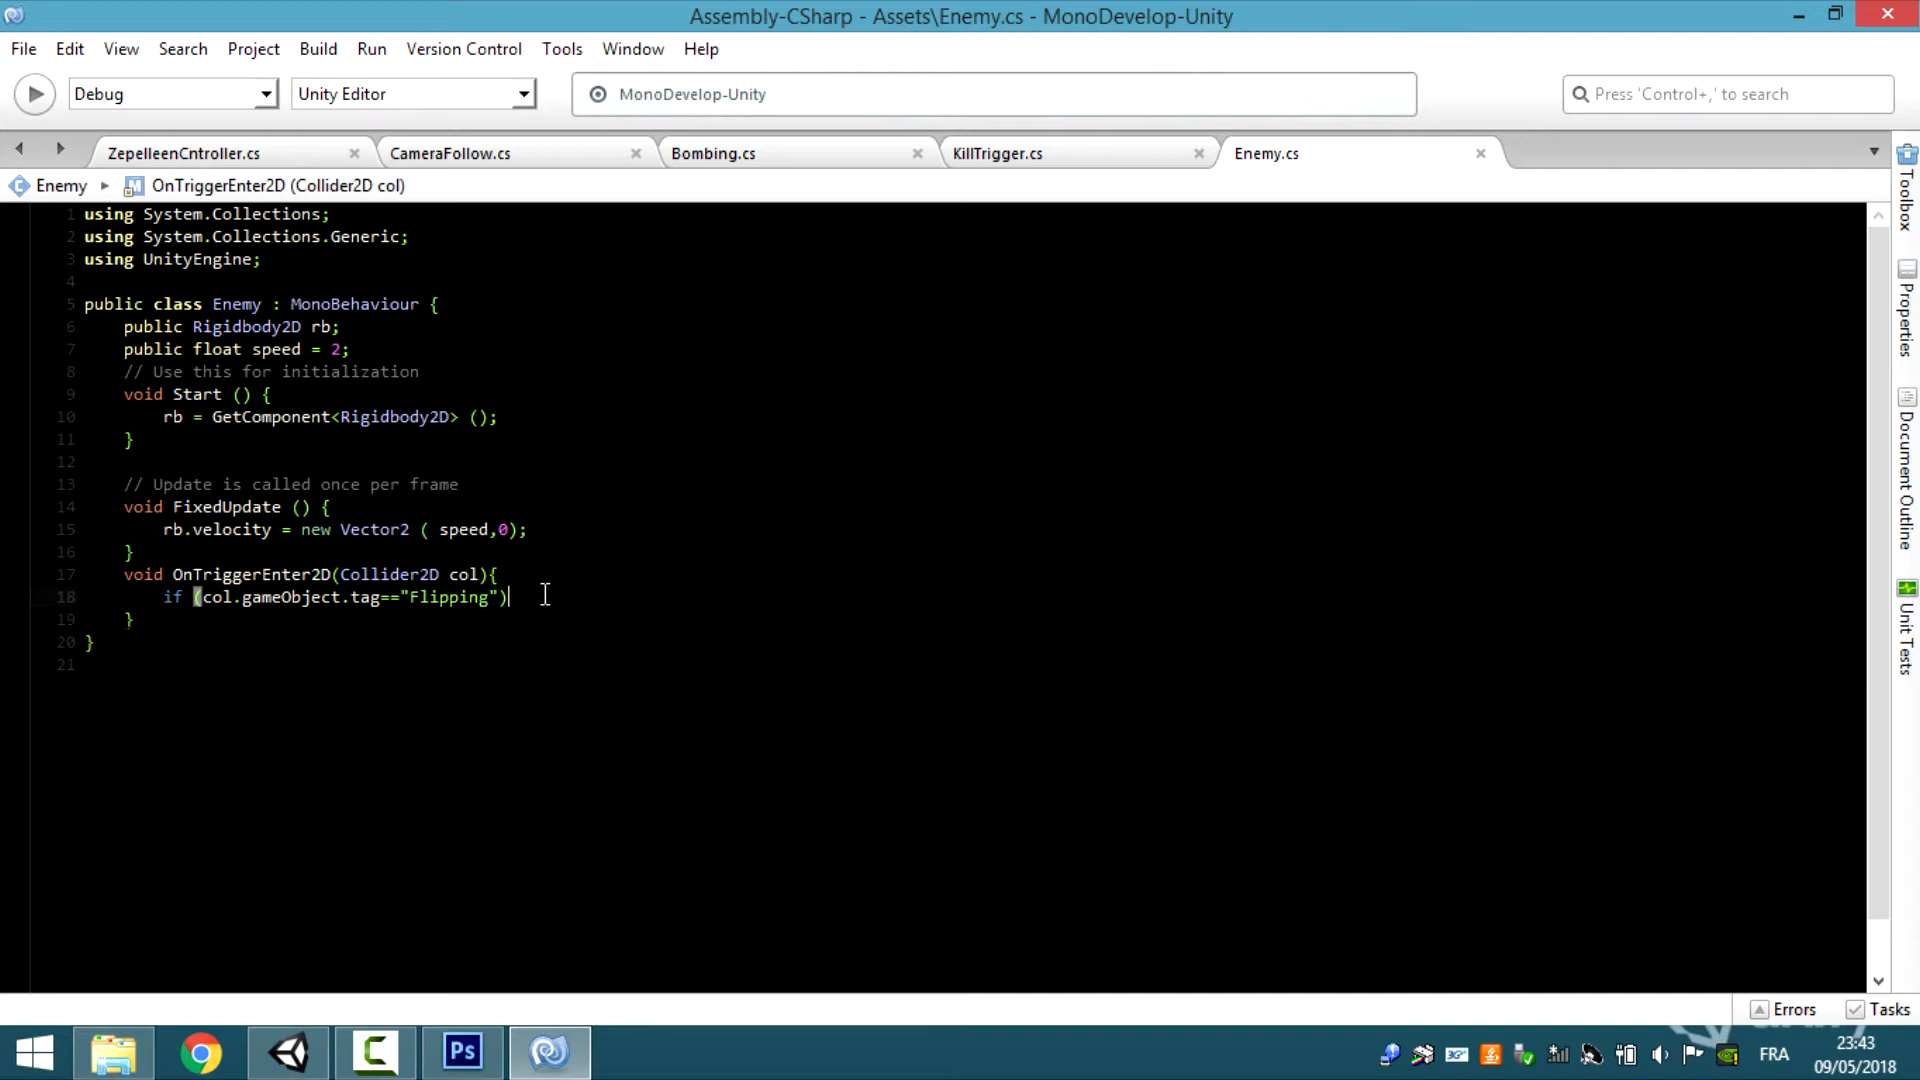 Assembly-CSharp - Assets\Enemy.cs - MonoDevelop-Unity
File Edit View Search Project Build Run Version Control Tools Window Help
Debug Unity Editor MonoDevelop-Unity Press 'Control+,' to search
ZepelleenCntroller.cs CameraFollow.cs Bombing.cs KillTrigger.cs Enemy.cs
Enemy OnTriggerEnter2D (Collider2D col)
1 using System.Collections;
2 using System.Collections.Generic;
3 using UnityEngine;
4
5 public class Enemy : MonoBehaviour {
6 public Rigidbody2D rb;
7 public float speed = 2;
8 // Use this for initialization
9 void Start () {
10 rb = GetComponent<Rigidbody2D> ();
11 }
12
13 // Update is called once per frame
14 void FixedUpdate () {
15 rb.velocity = new Vector2 ( speed,0);
16 }
17 void OnTriggerEnter2D(Collider2D col){
18 if (col.gameObject.tag=="Flipping")
19 }
20 }
21
Toolbox
Properties
Document Outline
Unit Tests
Errors Tasks
Ps
3G
FRA
23:43
09/05/2018